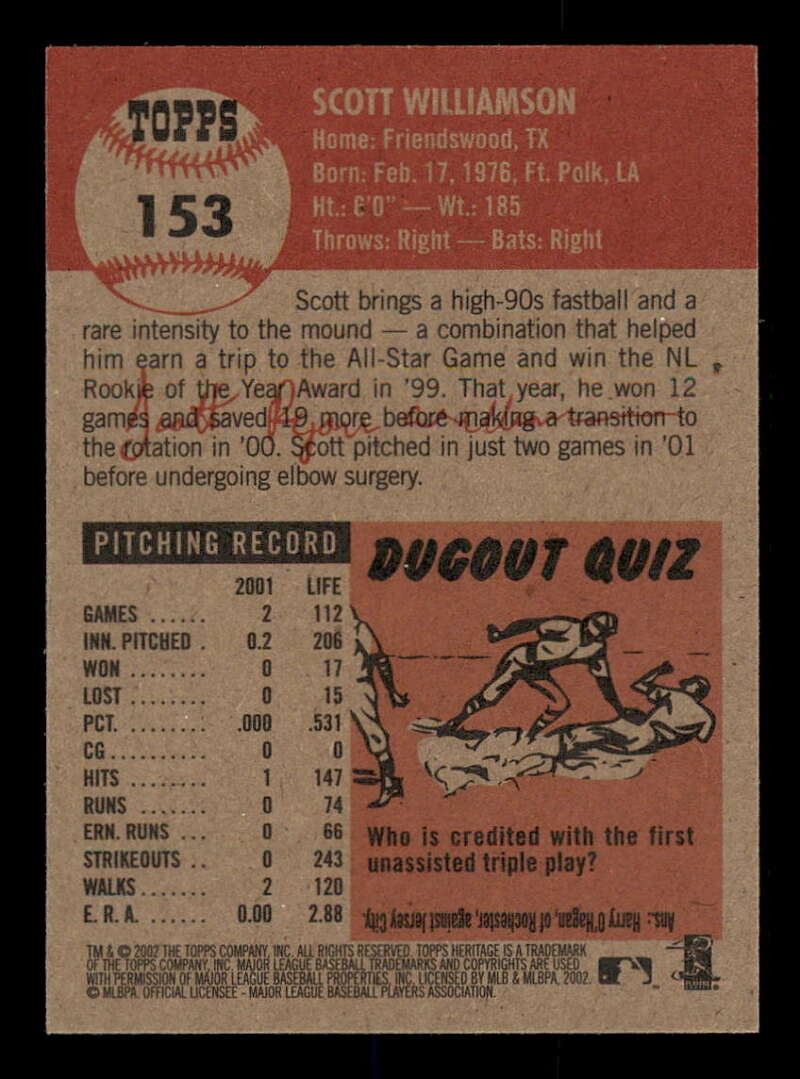 TOPPS
153
SCOTT WILLIAMSON
Home: Friendswood, TX
Born: Feb. 17, 1976, Ft. Polk, LA
Ht.: 6'0" — Wt.: 185
Throws: Right — Bats: Right
Scott brings a high-90s fastball and a
rare intensity to the mound — a combination that helped
him earn a trip to the All-Star Game and win the NL
Rookie of the Year Award in '99. That year, he won 12
games and saved 19 more before making a transition to
the rotation in '00. Scott pitched in just two games in '01
before undergoing elbow surgery.
PITCHING RECORD
2001 LIFE
GAMES ...... 2 112
INN. PITCHED . 0.2 206
WON ........ 0 17
LOST ........ 0 15
PCT. ........ .000 .531
CG.......... 0 0
HITS ........ 1 147
RUNS ....... 0 74
ERN. RUNS ... 0 66
STRIKEOUTS .. 0 243
WALKS....... 2 120
E. R. A. ...... 0.00 2.88
DUGOUT QUIZ
Who is credited with the first
unassisted triple play?
Ans.: Harry O'Hagan, of Rochester, against Jersey City.
TM & © 2002 THE TOPPS COMPANY, INC. ALL RIGHTS RESERVED. TOPPS HERITAGE IS A TRADEMARK
OF THE TOPPS COMPANY, INC. MAJOR LEAGUE BASEBALL TRADEMARKS AND COPYRIGHTS ARE USED
WITH PERMISSION OF MAJOR LEAGUE BASEBALL PROPERTIES, INC. LICENSED BY MLB & MLBPA, 2002.
© MLBPA. OFFICIAL LICENSEE - MAJOR LEAGUE BASEBALL PLAYERS ASSOCIATION.